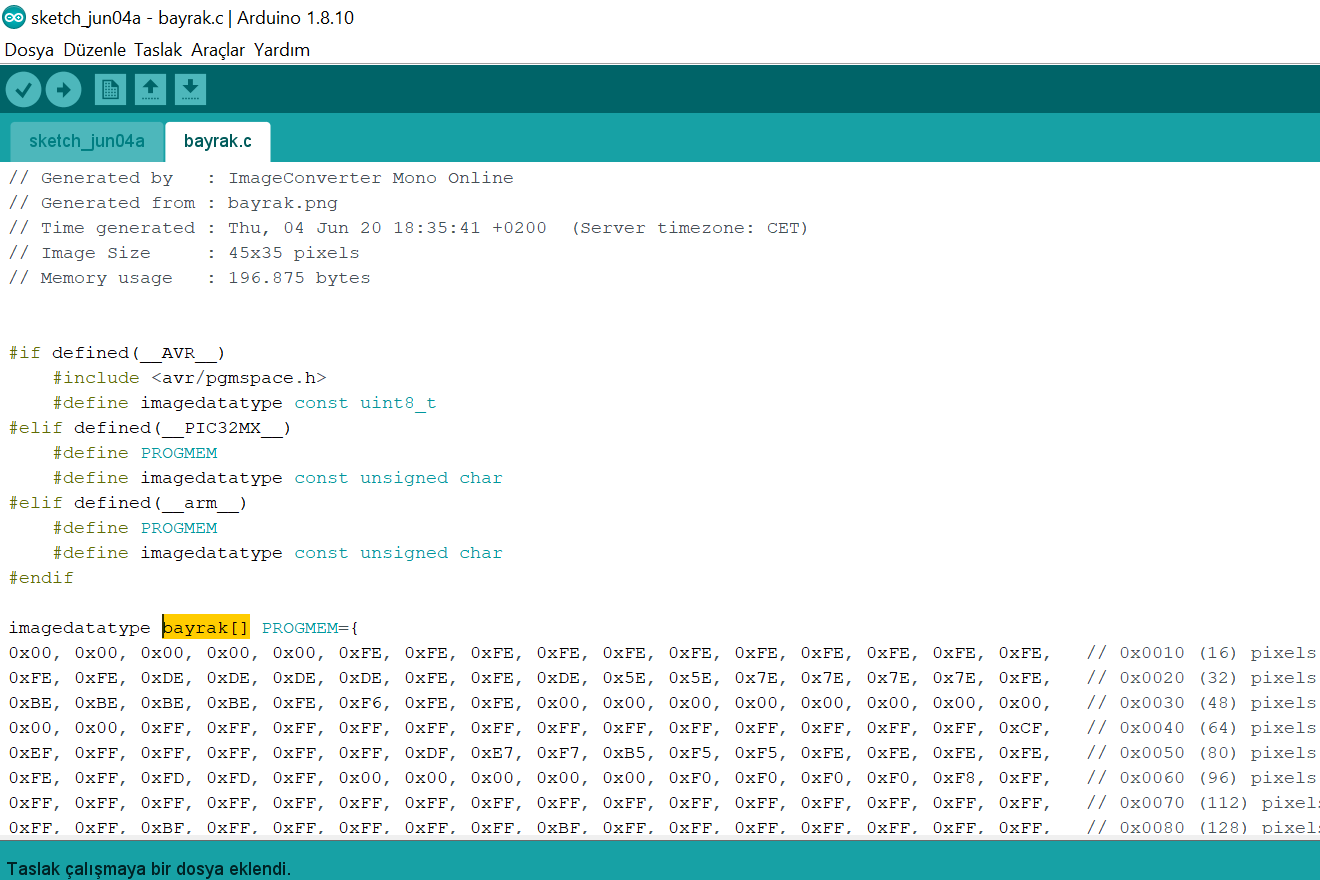 sketch_jun04a - bayrak.c | Arduino 1.8.10
Dosya Düzenle Taslak Araçlar Yardım
sketch_jun04a bayrak.c
// Generated by   : ImageConverter Mono Online
// Generated from : bayrak.png
// Time generated : Thu, 04 Jun 20 18:35:41 +0200  (Server timezone: CET)
// Image Size     : 45x35 pixels
// Memory usage   : 196.875 bytes
#if defined(__AVR__)
    #include <avr/pgmspace.h>
    #define imagedatatype const uint8_t
#elif defined(__PIC32MX__)
    #define PROGMEM
    #define imagedatatype const unsigned char
#elif defined(__arm__)
    #define PROGMEM
    #define imagedatatype const unsigned char
#endif
imagedatatype bayrak[] PROGMEM={
0x00, 0x00, 0x00, 0x00, 0x00, 0xFE, 0xFE, 0xFE, 0xFE, 0xFE, 0xFE, 0xFE, 0xFE, 0xFE, 0xFE, 0xFE,   // 0x0010 (16) pixels
0xFE, 0xFE, 0xDE, 0xDE, 0xDE, 0xDE, 0xFE, 0xFE, 0xDE, 0x5E, 0x5E, 0x7E, 0x7E, 0x7E, 0x7E, 0xFE,   // 0x0020 (32) pixels
0xBE, 0xBE, 0xBE, 0xBE, 0xFE, 0xF6, 0xFE, 0xFE, 0x00, 0x00, 0x00, 0x00, 0x00, 0x00, 0x00, 0x00,   // 0x0030 (48) pixels
0x00, 0x00, 0xFF, 0xFF, 0xFF, 0xFF, 0xFF, 0xFF, 0xFF, 0xFF, 0xFF, 0xFF, 0xFF, 0xFF, 0xFF, 0xCF,   // 0x0040 (64) pixels
0xEF, 0xFF, 0xFF, 0xFF, 0xFF, 0xFF, 0xDF, 0xE7, 0xF7, 0xB5, 0xF5, 0xF5, 0xFE, 0xFE, 0xFE, 0xFE,   // 0x0050 (80) pixels
0xFE, 0xFF, 0xFD, 0xFD, 0xFF, 0x00, 0x00, 0x00, 0x00, 0x00, 0xF0, 0xF0, 0xF0, 0xF0, 0xF8, 0xFF,   // 0x0060 (96) pixels
0xFF, 0xFF, 0xFF, 0xFF, 0xFF, 0xFF, 0xFF, 0xFF, 0xFF, 0xFF, 0xFF, 0xFF, 0xFF, 0xFF, 0xFF, 0xFF,   // 0x0070 (112) pixels
0xFF, 0xFF, 0xBF, 0xFF, 0xFF, 0xFF, 0xFF, 0xFF, 0xBF, 0xFF, 0xFF, 0xFF, 0xFF, 0xFF, 0xFF, 0xFF,   // 0x0080 (128) pixels
Taslak çalışmaya bir dosya eklendi.